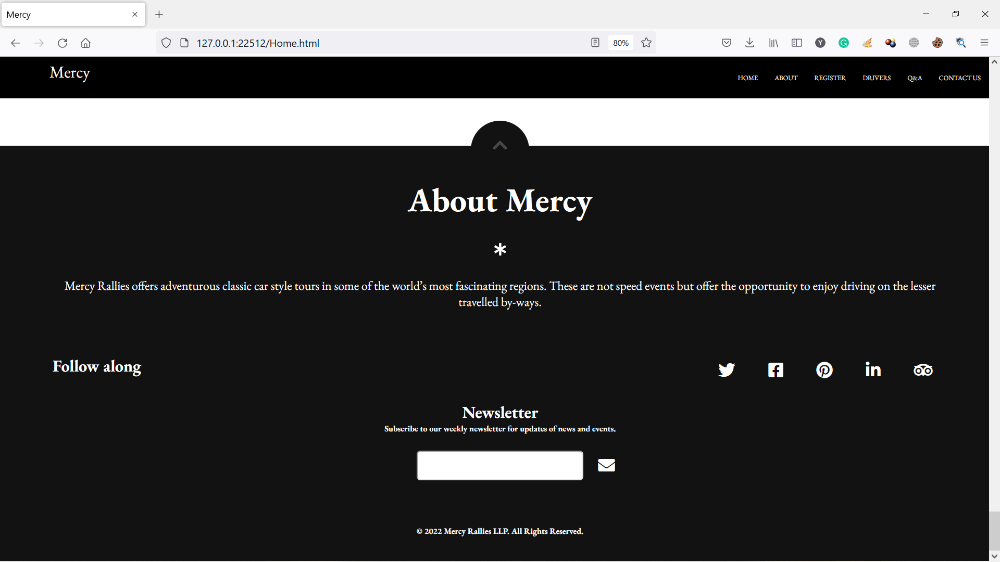 Mercy
127.0.0.1:22512/Home.html
80%
Y
G
Mercy
HOME ABOUT REGISTER DRIVERS Q&A CONTACT US
About Mercy
*
Mercy Rallies offers adventurous classic car style tours in some of the world’s most fascinating regions. These are not speed events but offer the opportunity to enjoy driving on the lesser
travelled by-ways.
Follow along
Newsletter
Subscribe to our weekly newsletter for updates of news and events.
© 2022 Mercy Rallies LLP. All Rights Reserved.